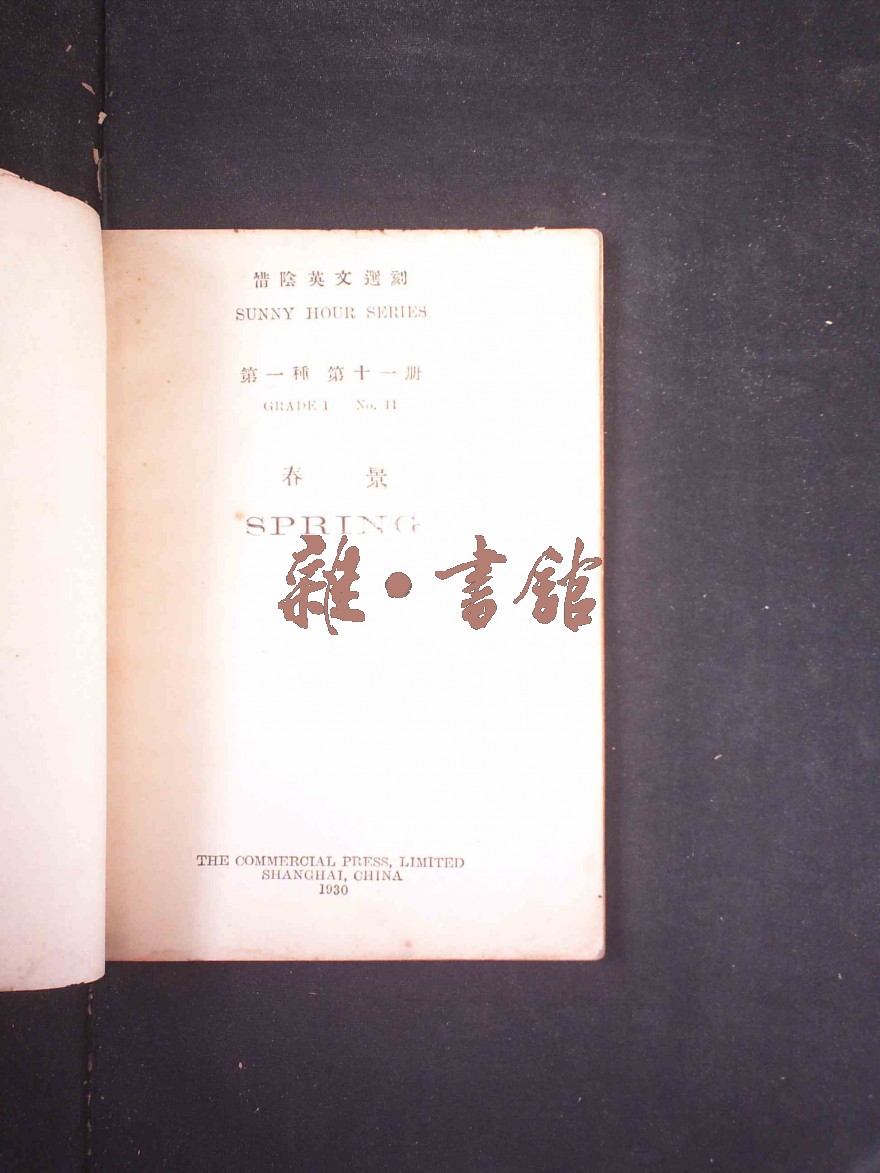 惜陰英文選刻
SUNNY HOUR SERIES
第一種 第十一册
GRADE 1 No. 11
春景
SPRING
雜·書館
THE COMMERCIAL PRESS, LIMITED
SHANGHAI, CHINA
1930